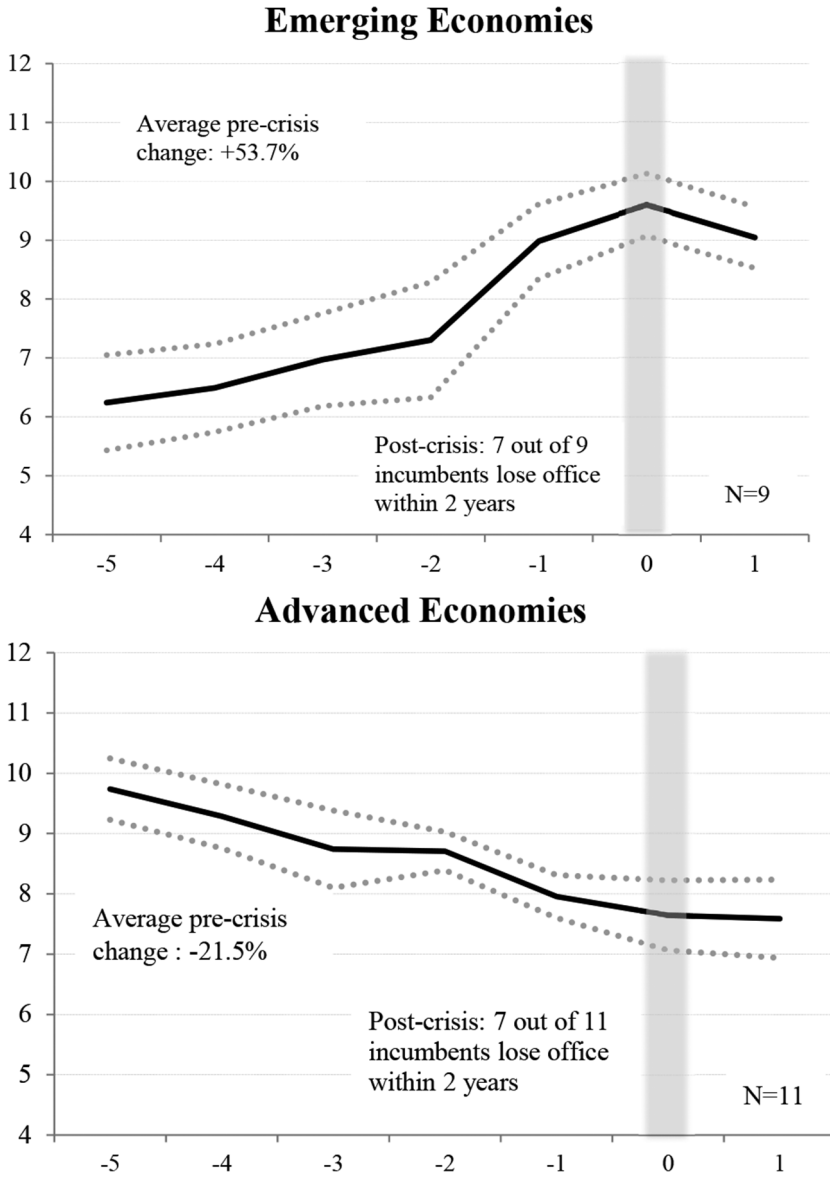 Emerging Economies
12
11
Average pre-crisis
change: +53.7%
10
9
8
7
6
Post-crisis: 7 out of 9
incumbents lose office
within 2 years
5
N=9
4
-5 -4 -3 -2 -1 0 1
Advanced Economies
12
11
10
9
8
Average pre-crisis
change : -21.5%
7
6
Post-crisis: 7 out of 11
incumbents lose office
within 2 years
5
N=11
4
-5 -4 -3 -2 -1 0 1